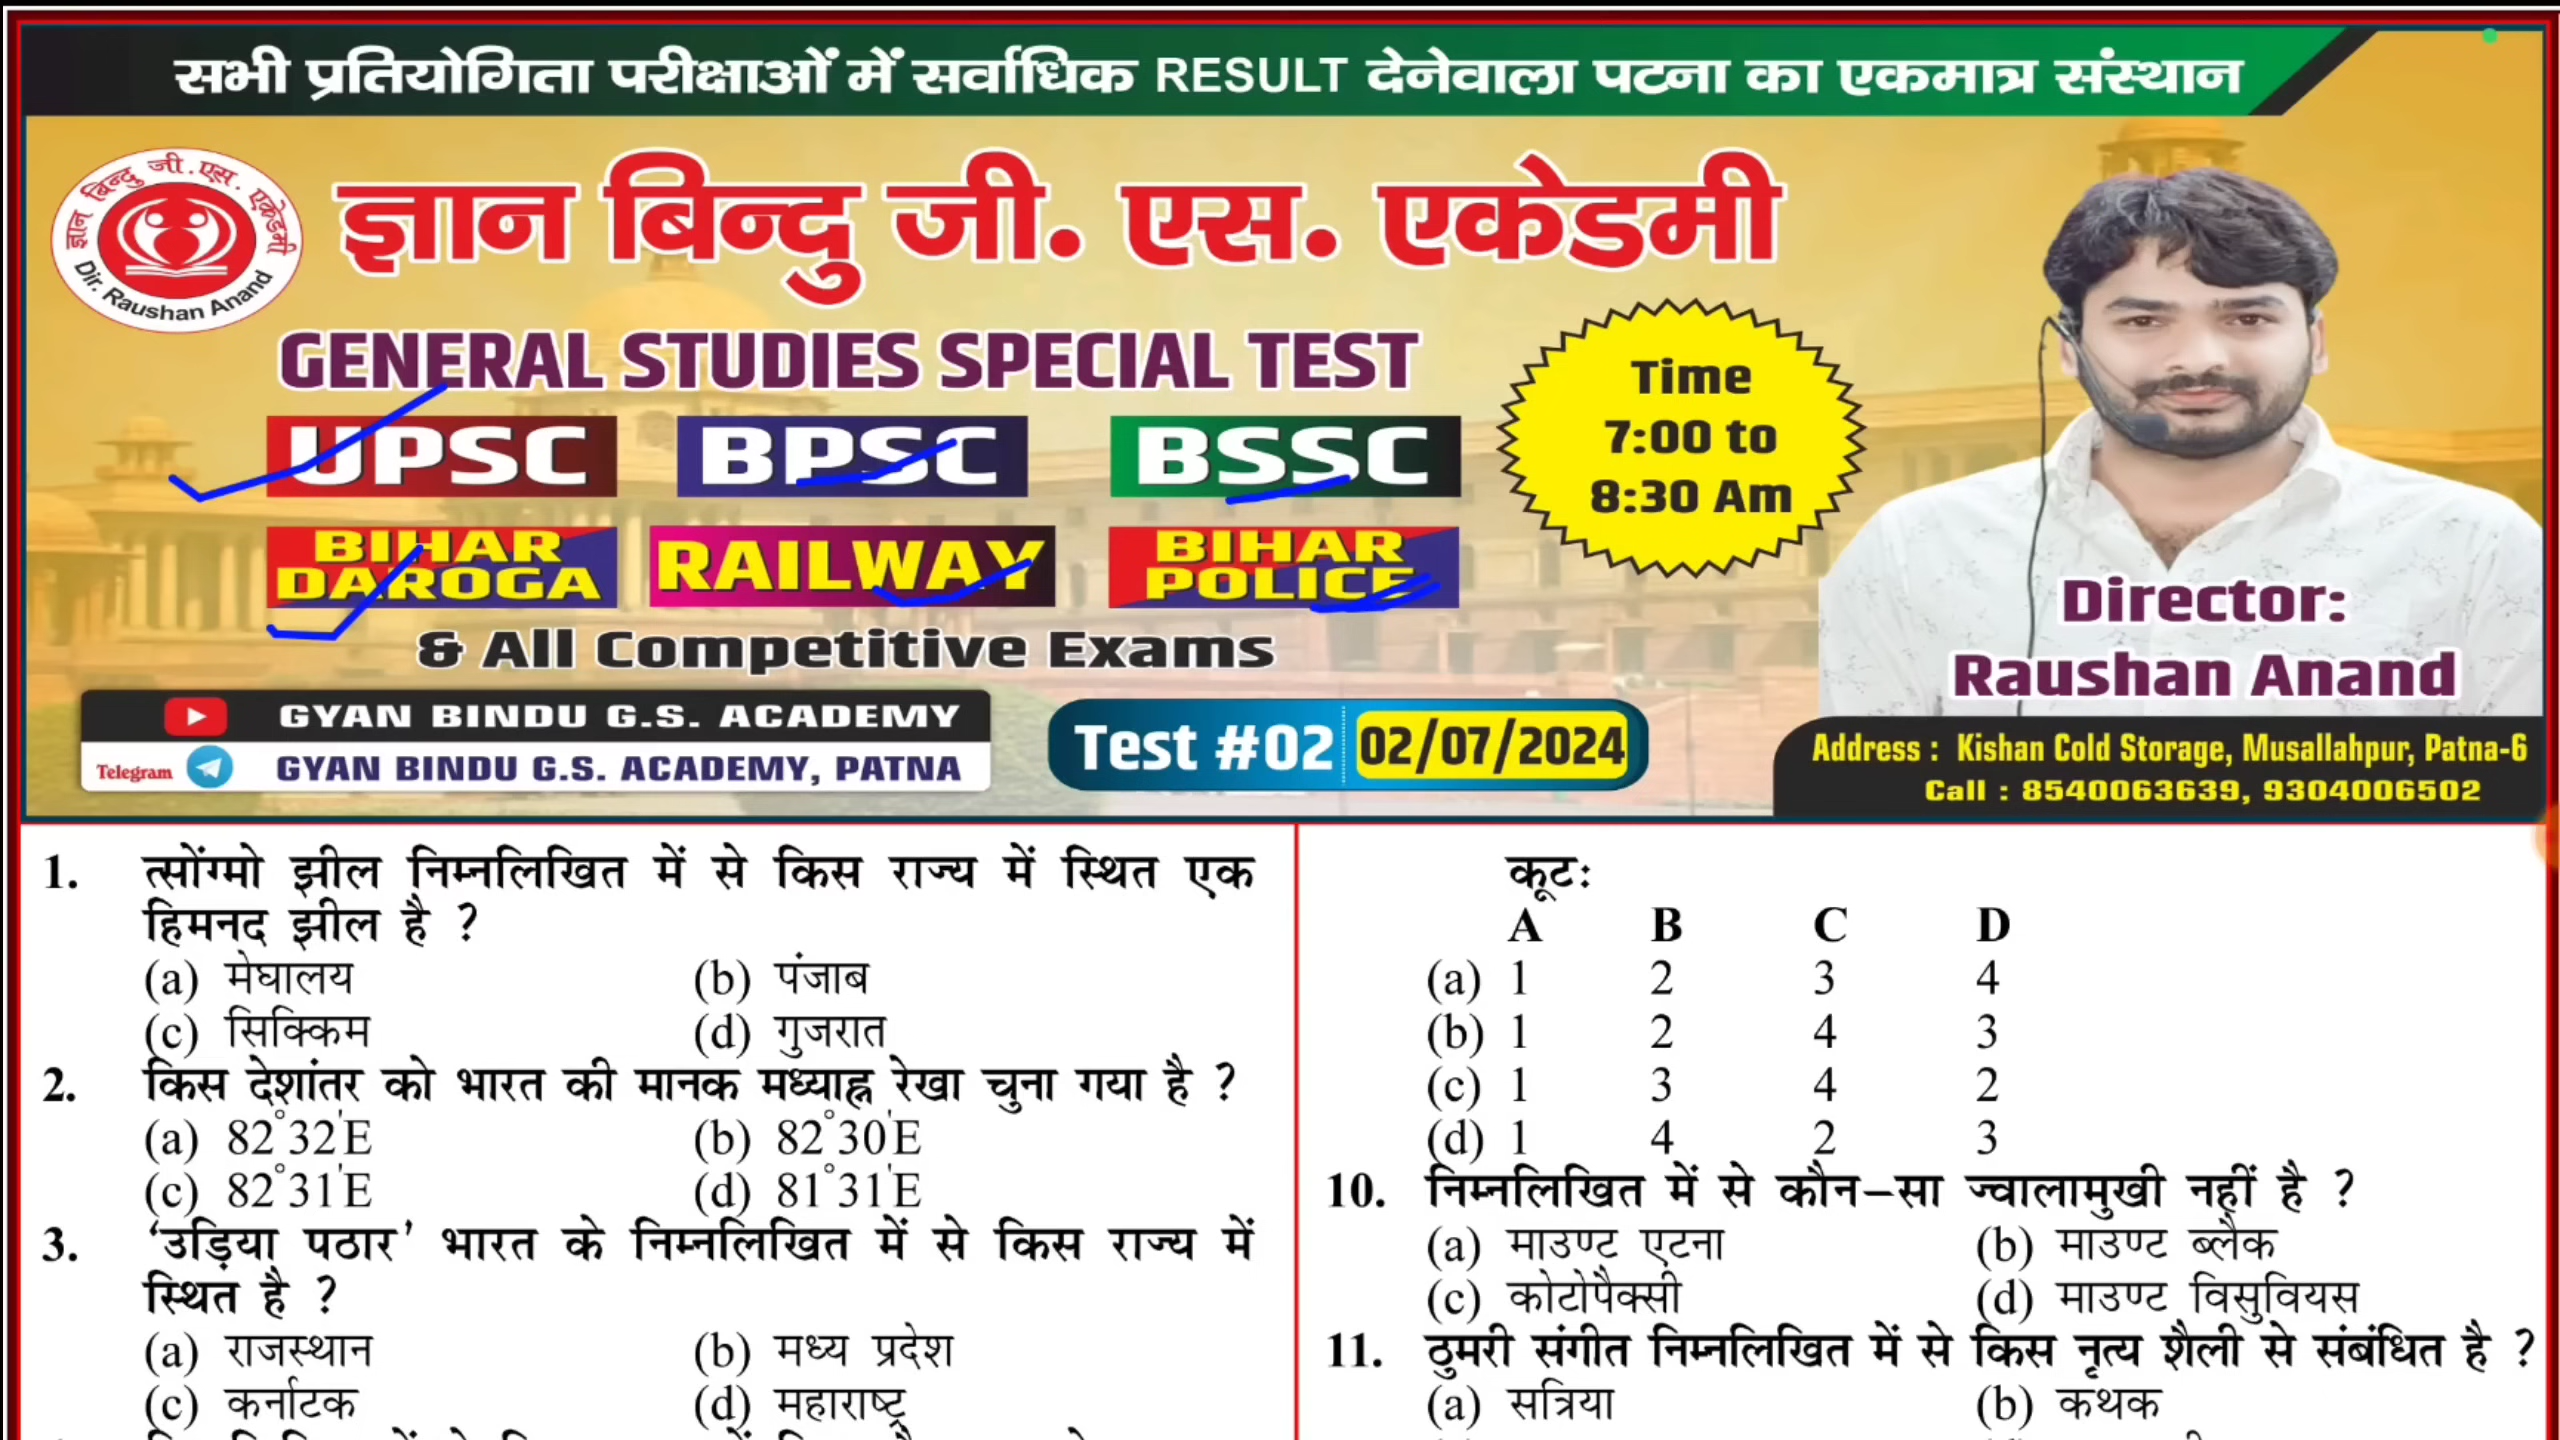 सभी प्रतियोगिता परीक्षाओं में सर्वाधिक RESULT देनेवाला पटना का एकमात्र संस्थान
ज्ञान बिन्दु जी.एस. एकेडमी
Dir. Raushan Anand
ज्ञान बिन्दु जी. एस. एकेडमी
GENERAL STUDIES SPECIAL TEST
UPSC BPSC BSSC
BIHAR DAROGA RAILWAY BIHAR POLICE
& All Competitive Exams
Time
7:00 to
8:30 Am
Director:
Raushan Anand
GYAN BINDU G.S. ACADEMY
Telegram GYAN BINDU G.S. ACADEMY, PATNA
Test #02 02/07/2024
Address : Kishan Cold Storage, Musallahpur, Patna-6
Call : 8540063639, 9304006502
1. त्सोंग्मो झील निम्नलिखित में से किस राज्य में स्थित एक
हिमनद झील है ?
(a) मेघालय (b) पंजाब
(c) सिक्किम (d) गुजरात
2. किस देशांतर को भारत की मानक मध्याह्न रेखा चुना गया है ?
(a) 82°32'E (b) 82°30'E
(c) 82°31'E (d) 81°31'E
3. 'उड़िया पठार' भारत के निम्नलिखित में से किस राज्य में
स्थित है ?
(a) राजस्थान (b) मध्य प्रदेश
(c) कर्नाटक (d) महाराष्ट्र
कूटः
A B C D
(a) 1 2 3 4
(b) 1 2 4 3
(c) 1 3 4 2
(d) 1 4 2 3
10. निम्नलिखित में से कौन-सा ज्वालामुखी नहीं है ?
(a) माउण्ट एटना (b) माउण्ट ब्लैक
(c) कोटोपैक्सी (d) माउण्ट विसुवियस
11. ठुमरी संगीत निम्नलिखित में से किस नृत्य शैली से संबंधित है ?
(a) सत्रिया (b) कथक